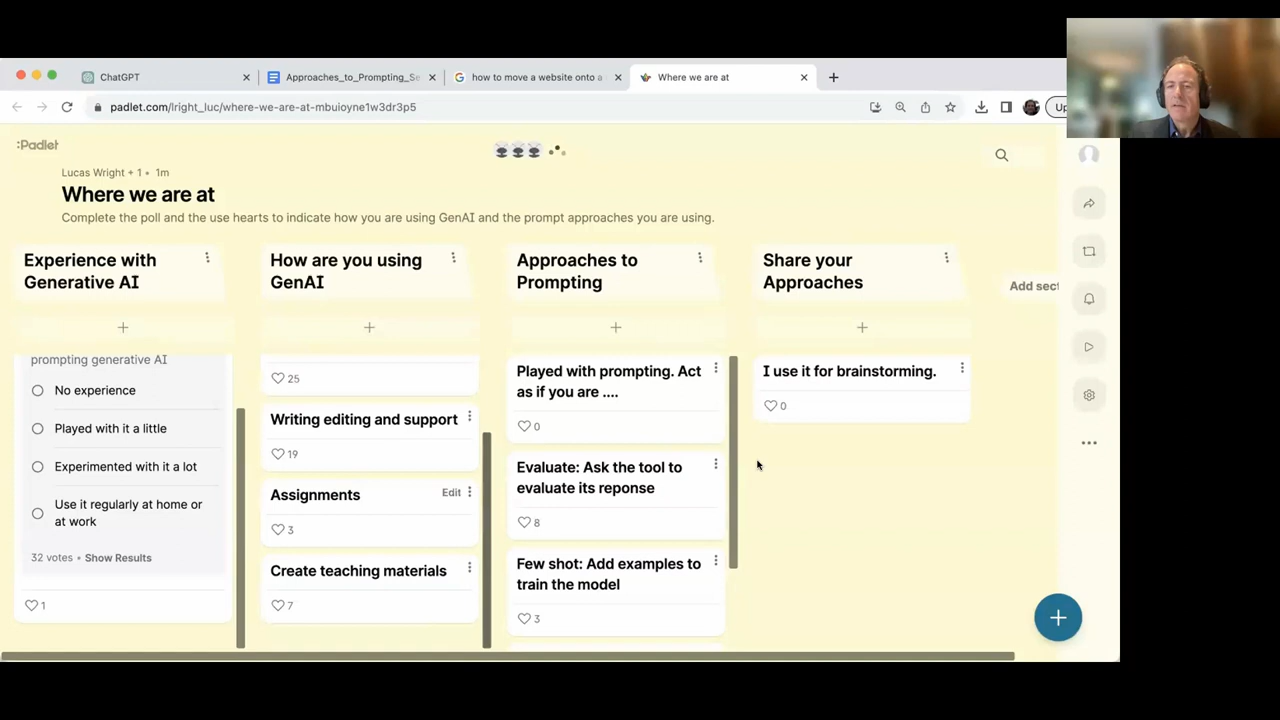 ChatGPT
Approaches_to_Prompting_Se
how to move a website onto a
Where we are at
padlet.com/lright_luc/where-we-are-at-mbuioyne1w3dr3p5
Up
:Padlet
Lucas Wright + 1 • 1m
Where we are at
Complete the poll and the use hearts to indicate how you are using GenAI and the prompt approaches you are using.
Experience with
Generative AI
prompting generative AI
No experience
Played with it a little
Experimented with it a lot
Use it regularly at home or
at work
32 votes • Show Results
1
How are you using
GenAI
25
Writing editing and support
19
Assignments
Edit
3
Create teaching materials
7
Approaches to
Prompting
Played with prompting. Act
as if you are ....
0
Evaluate: Ask the tool to
evaluate its reponse
8
Few shot: Add examples to
train the model
3
Share your
Approaches
I use it for brainstorming.
0
Add sect